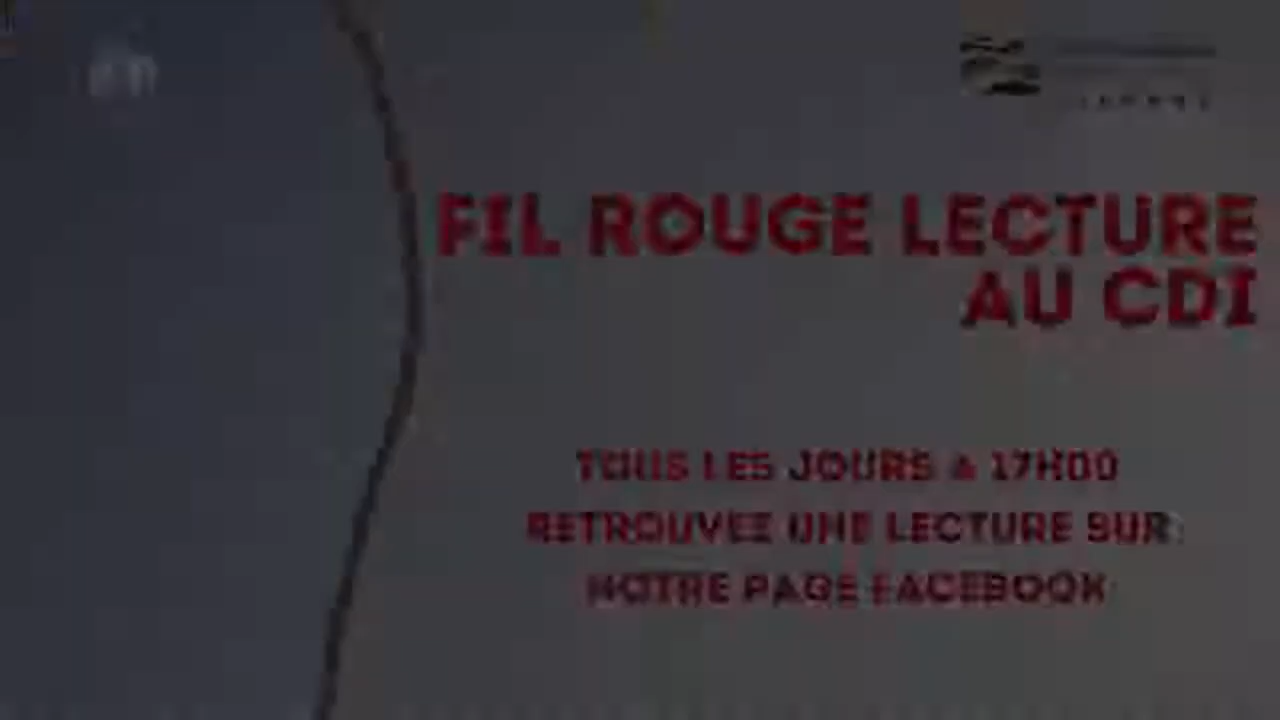 FIL ROUGE LECTURE
AU CDI
TOUS LES JOURS A 17H00
RETROUVEZ UNE LECTURE SUR
NOTRE PAGE FACEBOOK